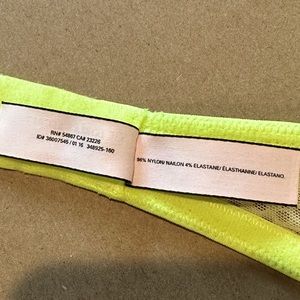 RN# 54867 CA# 23226
ID# 36007545 / 01 16 348925-160
96% NYLON/ NAILON 4% ELASTANE/ ELASTHANNE/ ELASTANO.